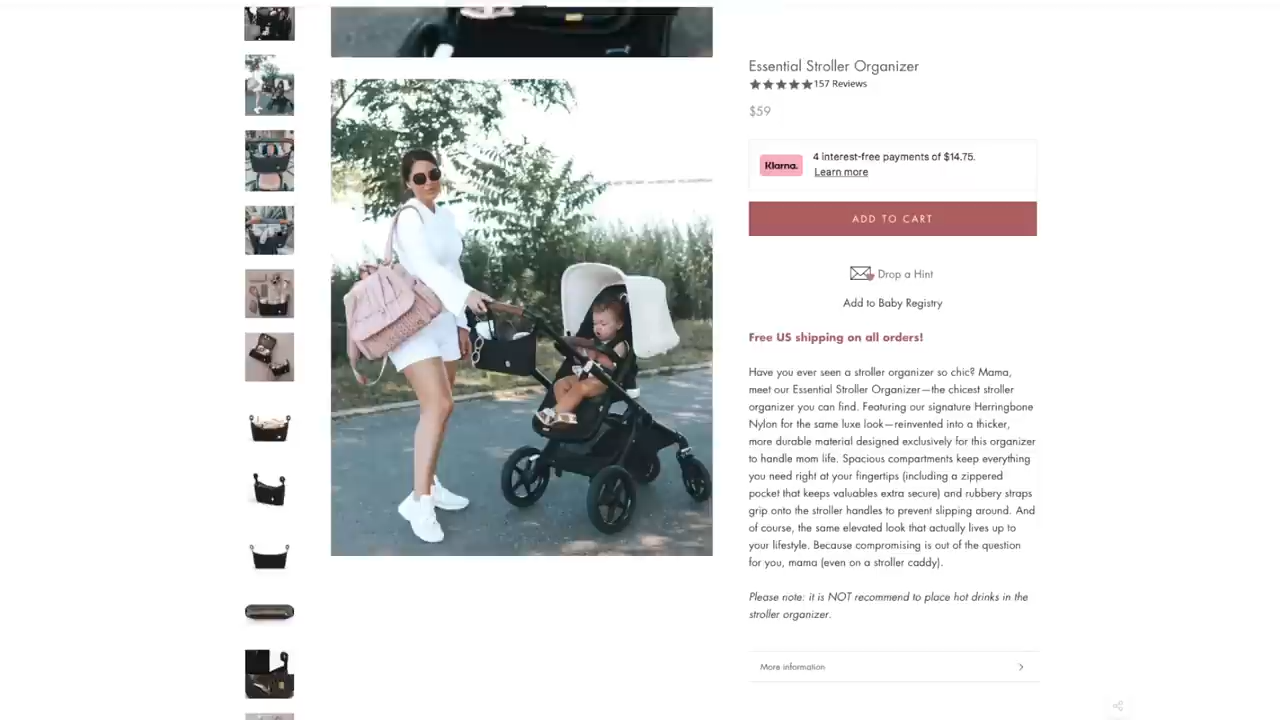 Essential Stroller Organizer
157 Reviews
$59
Klarna.
4 interest-free payments of $14.75.
Learn more
ADD TO CART
Drop a Hint
Add to Baby Registry
Free US shipping on all orders!
Have you ever seen a stroller organizer so chic? Mama,
meet our Essential Stroller Organizer—the chicest stroller
organizer you can find. Featuring our signature Herringbone
Nylon for the same luxe look—reinvented into a thicker,
more durable material designed exclusively for this organizer
to handle mom life. Spacious compartments keep everything
you need right at your fingertips (including a zippered
pocket that keeps valuables extra secure) and rubbery straps
grip onto the stroller handles to prevent slipping around. And
of course, the same elevated look that actually lives up to
your lifestyle. Because compromising is out of the question
for you, mama (even on a stroller caddy).
Please note: it is NOT recommend to place hot drinks in the
stroller organizer.
More information